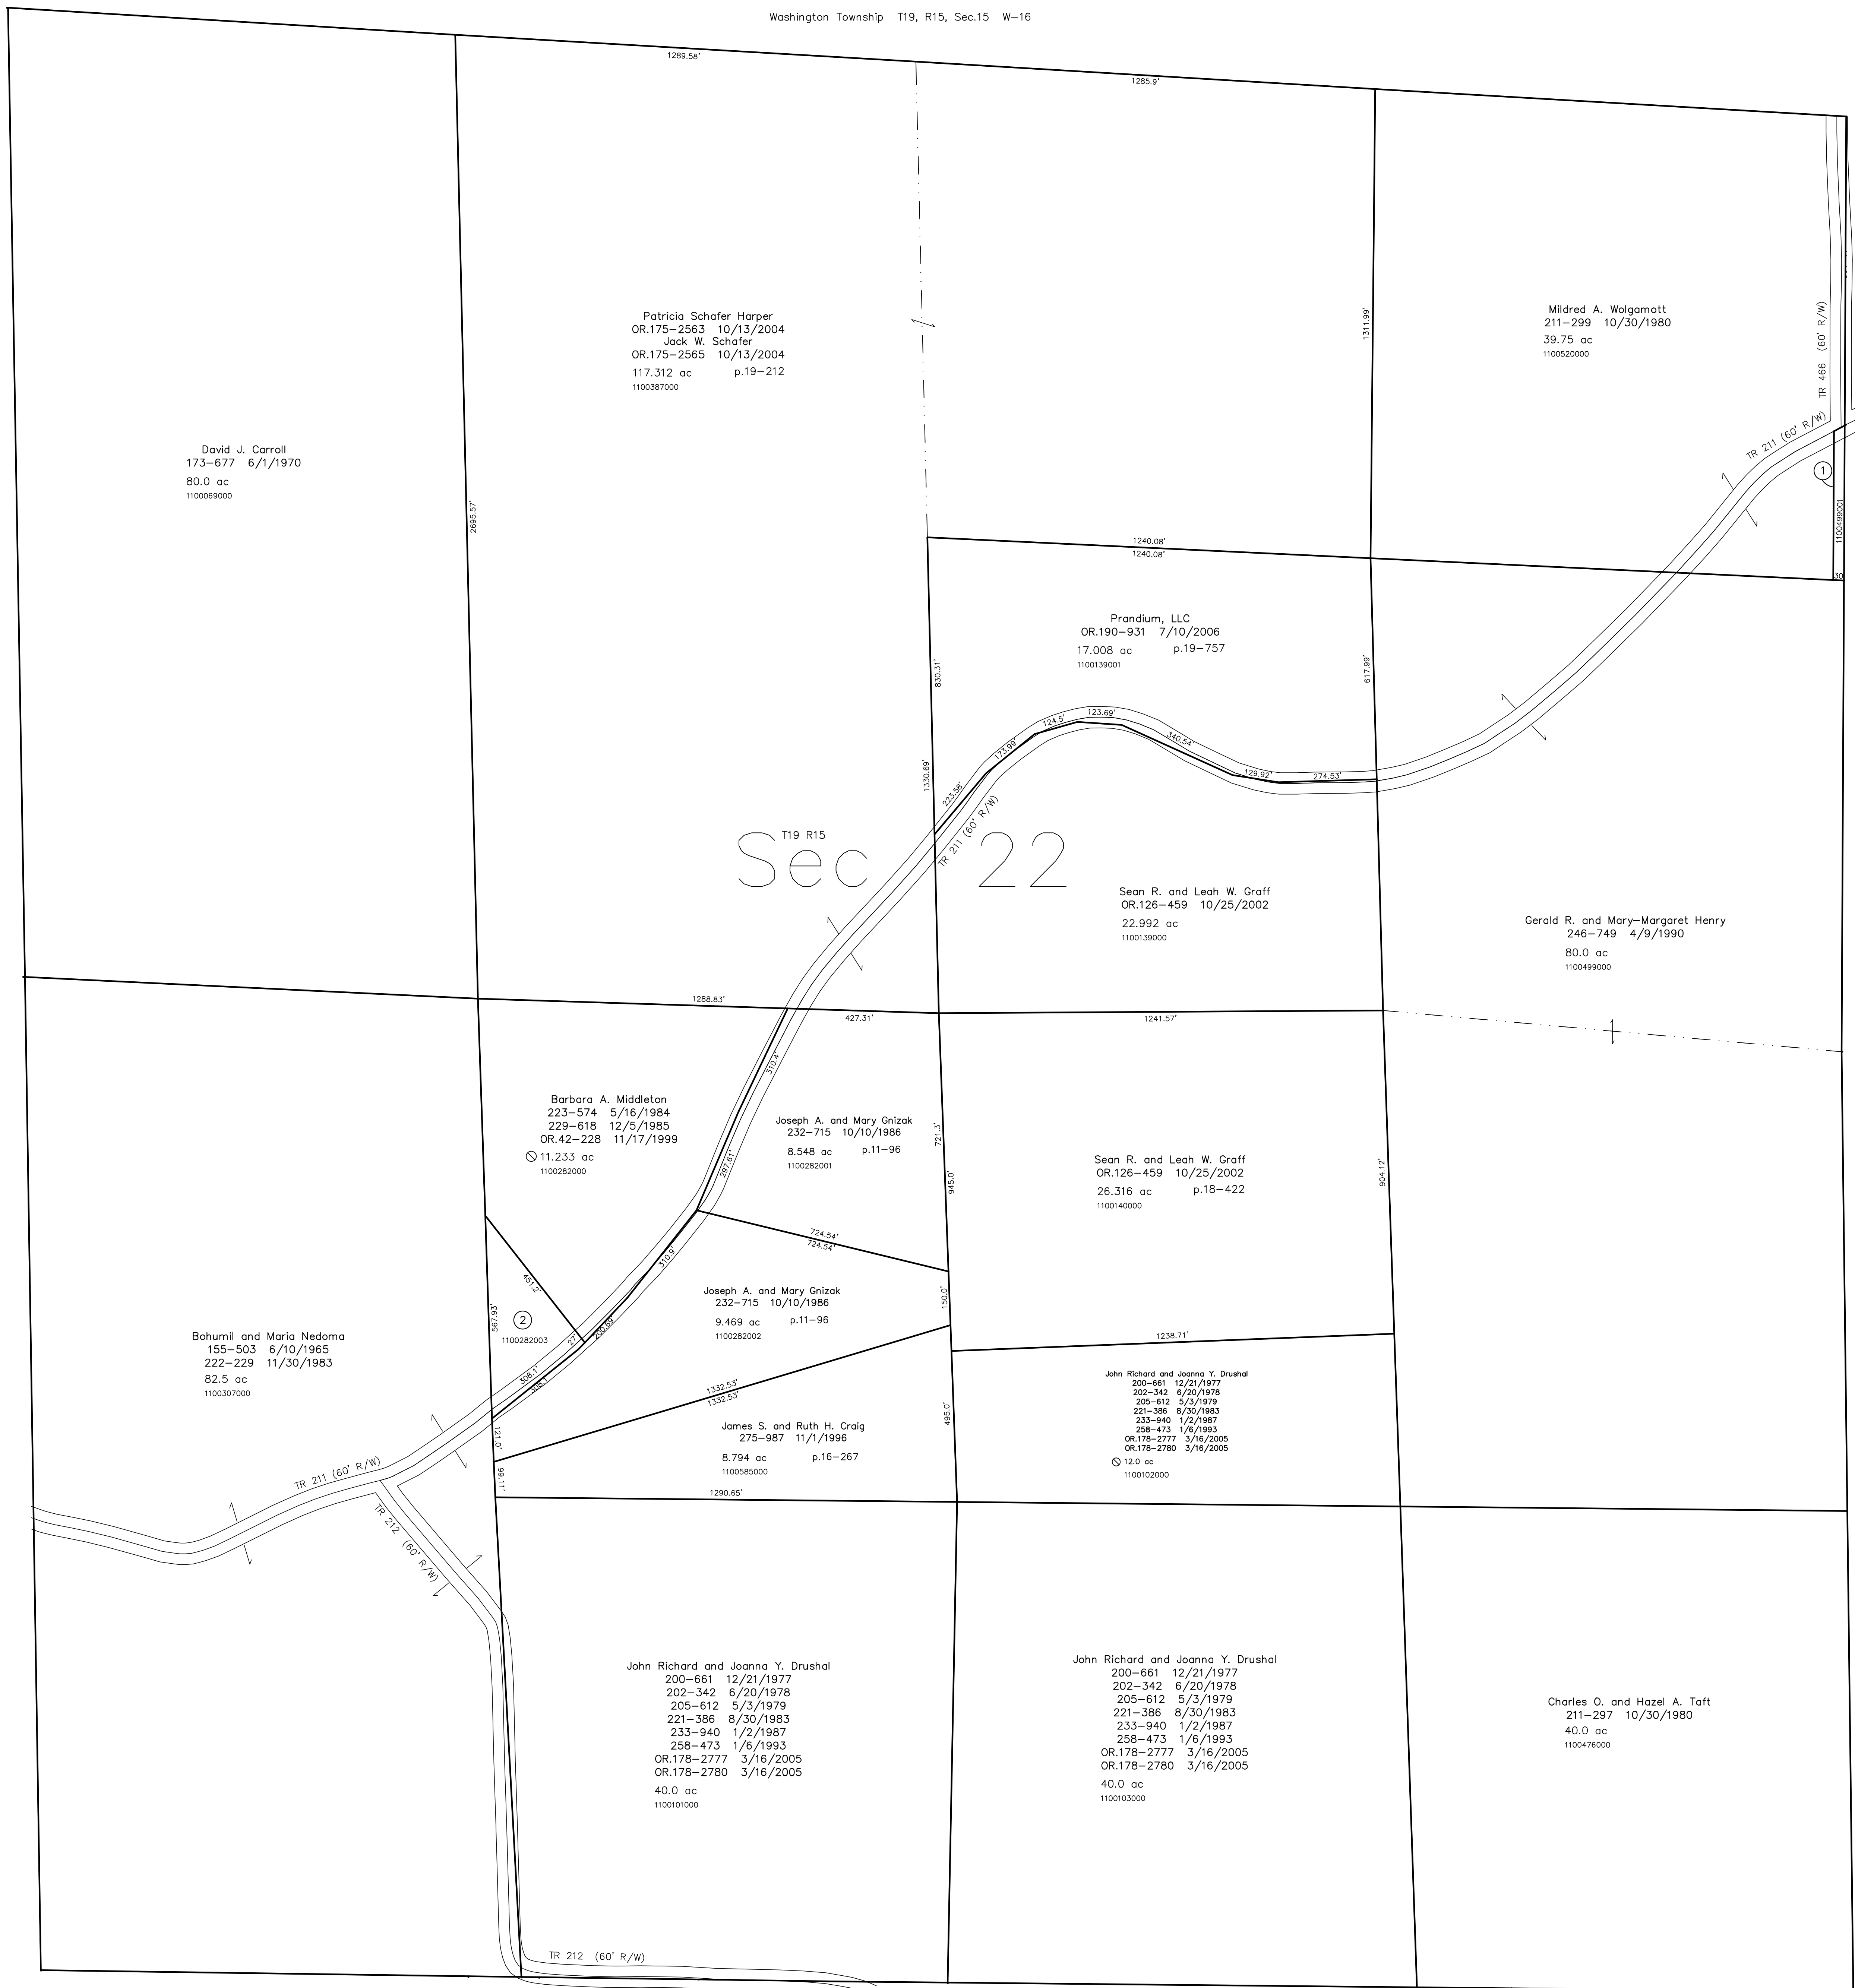 Washington Township T19, R15, Sec.15 W-16
1289.58'
1285.9'
Patricia Schafer Harper
OR.175-2563 10/13/2004
Jack W. Schafer
OR.175-2565 10/13/2004
117.312 ac p.19-212
1100387000
1311.99'
Mildred A. Wolgamott
211-299 10/30/1980
39.75 ac
1100520000
TR 466 (60' R/W)
TR 211 (60' R/W)
1
1100499001
30
David J. Carroll
173-677 6/1/1970
80.0 ac
1100069000
2695.57'
1240.08'
1240.08'
Prandium, LLC
OR.190-931 7/10/2006
17.008 ac p.19-757
1100139001
830.31'
617.99'
1330.69'
223.58'
173.99'
124.5'
123.69'
340.54'
129.92'
274.53'
TR 211 (60' R/W)
T19 R15
Sec 22
Sean R. and Leah W. Graff
OR.126-459 10/25/2002
22.992 ac
1100139000
Gerald R. and Mary-Margaret Henry
246-749 4/9/1990
80.0 ac
1100499000
1288.83'
427.31'
1241.57'
310.4'
Barbara A. Middleton
223-574 5/16/1984
229-618 12/5/1985
OR.42-228 11/17/1999
11.233 ac
1100282000
297.61'
Joseph A. and Mary Gnizak
232-715 10/10/1986
8.548 ac p.11-96
1100282001
721.3'
945.0'
Sean R. and Leah W. Graff
OR.126-459 10/25/2002
26.316 ac p.18-422
1100140000
904.12'
724.54'
724.54'
310.9'
451.2'
567.93'
2
1100282003
27'
200.69'
Joseph A. and Mary Gnizak
232-715 10/10/1986
9.469 ac p.11-96
1100282002
150.0'
1238.71'
Bohumil and Maria Nedoma
155-503 6/10/1965
222-229 11/30/1983
82.5 ac
1100307000
308.1'
308.1'
1332.53'
1332.53'
John Richard and Joanna Y. Drushal
200-661 12/21/1977
202-342 6/20/1978
205-612 5/3/1979
221-386 8/30/1983
233-940 1/2/1987
258-473 1/6/1993
OR.178-2777 3/16/2005
OR.178-2780 3/16/2005
12.0 ac
1100102000
495.0'
121.0'
99.11'
James S. and Ruth H. Craig
275-987 11/1/1996
8.794 ac p.16-267
1100585000
1290.65'
TR 211 (60' R/W)
TR 212 (60' R/W)
John Richard and Joanna Y. Drushal
200-661 12/21/1977
202-342 6/20/1978
205-612 5/3/1979
221-386 8/30/1983
233-940 1/2/1987
258-473 1/6/1993
OR.178-2777 3/16/2005
OR.178-2780 3/16/2005
40.0 ac
1100101000
John Richard and Joanna Y. Drushal
200-661 12/21/1977
202-342 6/20/1978
205-612 5/3/1979
221-386 8/30/1983
233-940 1/2/1987
258-473 1/6/1993
OR.178-2777 3/16/2005
OR.178-2780 3/16/2005
40.0 ac
1100103000
Charles O. and Hazel A. Taft
211-297 10/30/1980
40.0 ac
1100476000
TR 212 (60' R/W)